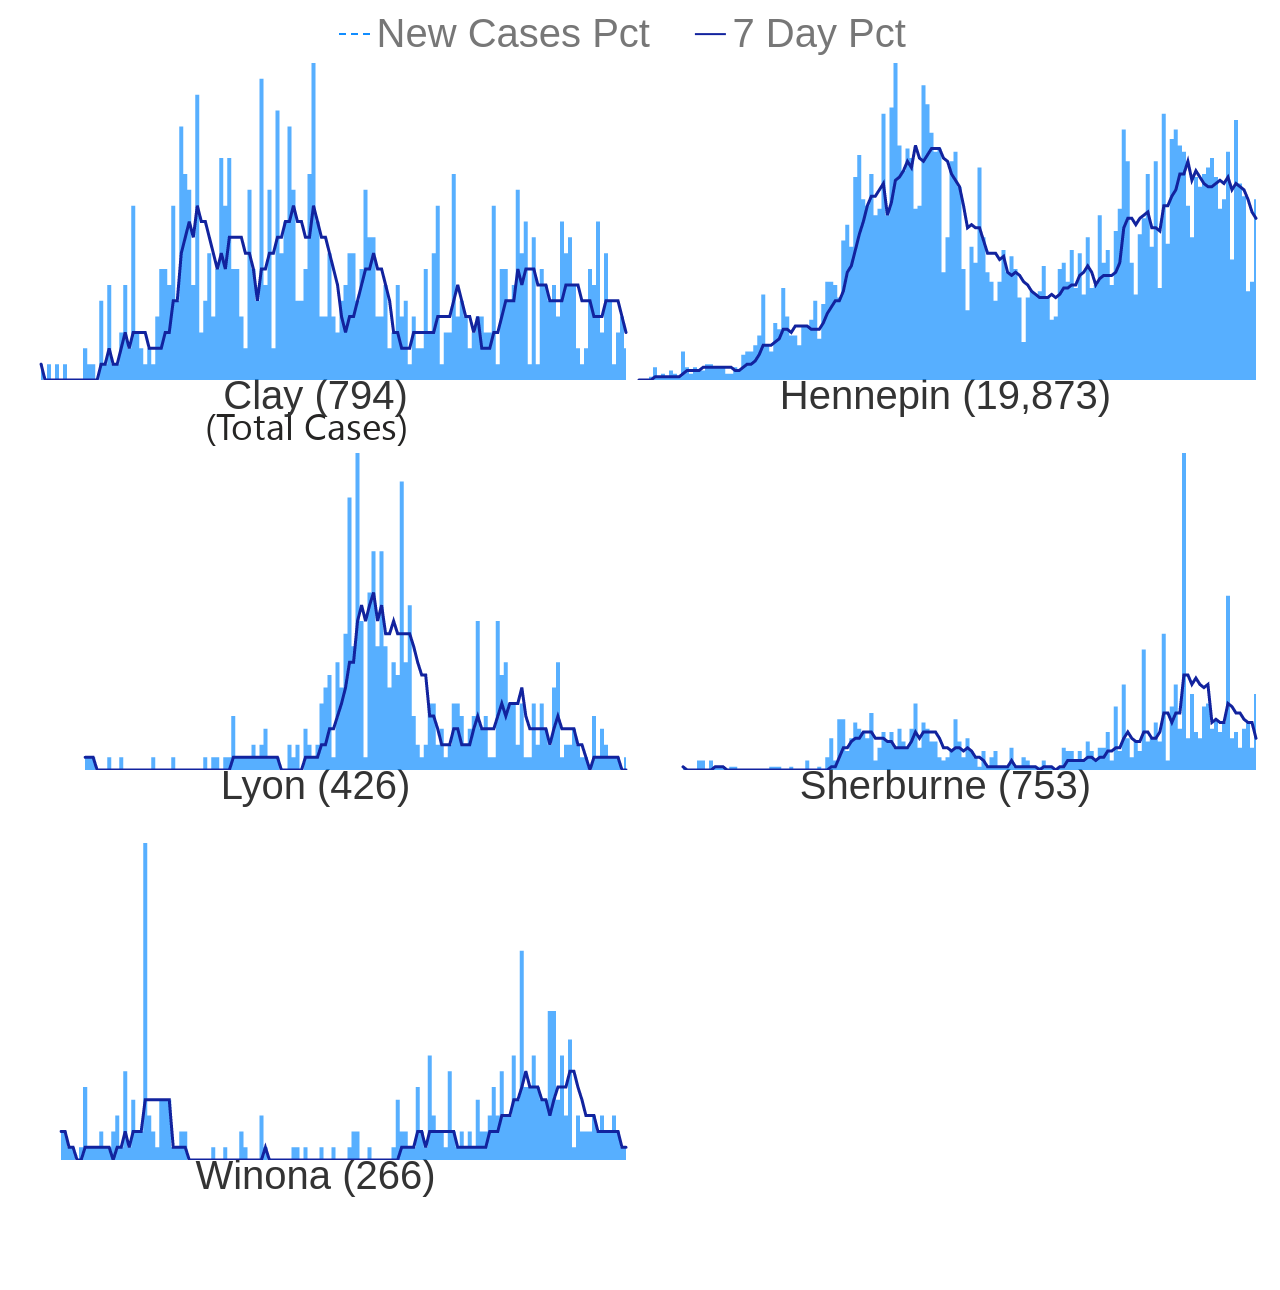 New Cases Pct 7 Day Pct
Clay (794)
(Total Cases)
Hennepin (19,873)
Lyon (426)
Sherburne (753)
Winona (266)